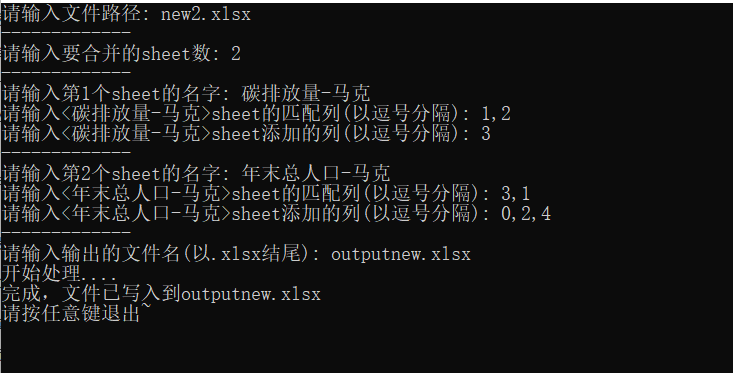 请输入文件路径: new2.xlsx
-------------
请输入要合并的sheet数: 2
-------------
请输入第1个sheet的名字: 碳排放量-马克
请输入<碳排放量-马克>sheet的匹配列(以逗号分隔): 1,2
请输入<碳排放量-马克>sheet添加的列(以逗号分隔): 3
-------------
请输入第2个sheet的名字: 年末总人口-马克
请输入<年末总人口-马克>sheet的匹配列(以逗号分隔): 3,1
请输入<年末总人口-马克>sheet添加的列(以逗号分隔): 0,2,4
-------------
请输入输出的文件名(以.xlsx结尾): outputnew.xlsx
开始处理....
完成，文件已写入到outputnew.xlsx
请按任意键退出~